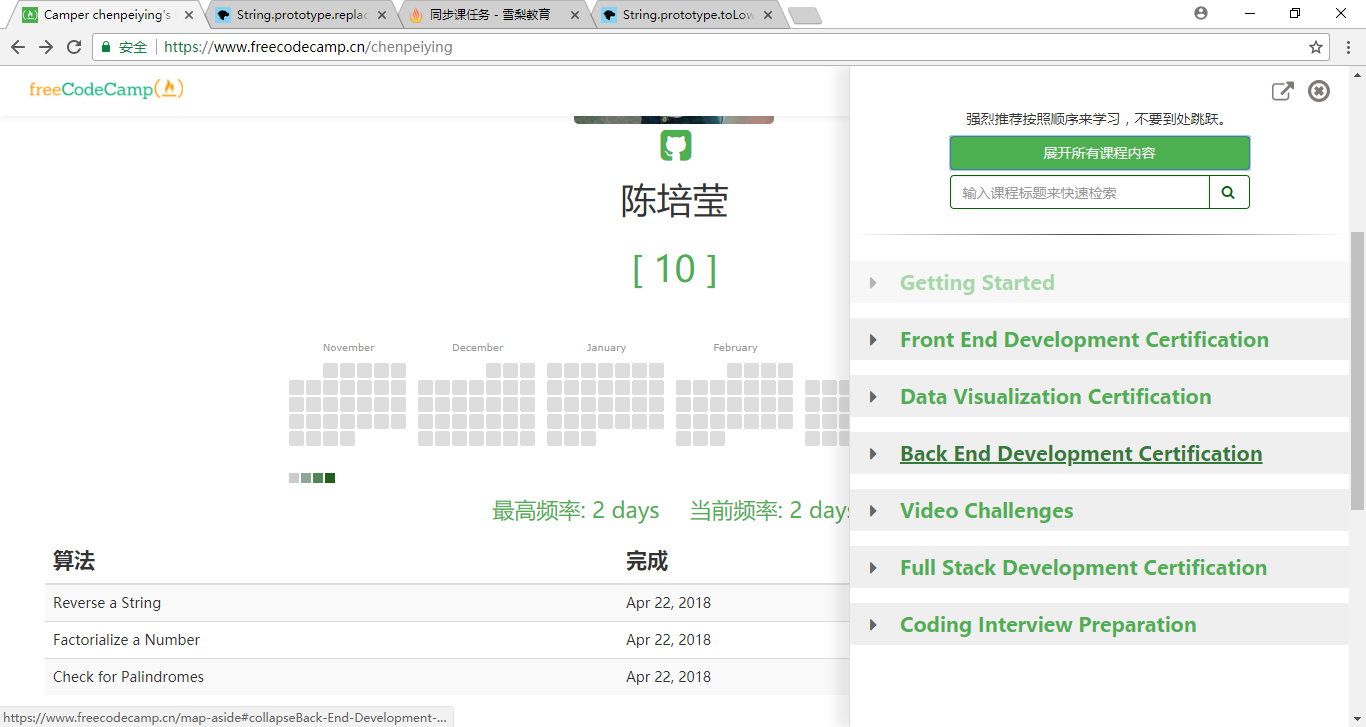 Camper chenpeiying's
String.prototype.replac
同步课任务 - 雪梨教育
String.prototype.toLow
安全
https://www.freecodecamp.cn/chenpeiying
freeCodeCamp
陈培莹
[ 10 ]
November
December
January
February
最高频率: 2 days
当前频率: 2 days
算法
完成
Reverse a String
Apr 22, 2018
Factorialize a Number
Apr 22, 2018
Check for Palindromes
Apr 22, 2018
https://www.freecodecamp.cn/map-aside#collapseBack-End-Development-...
强烈推荐按照顺序来学习，不要到处跳跃。
展开所有课程内容
输入课程标题来快速检索
Getting Started
Front End Development Certification
Data Visualization Certification
Back End Development Certification
Video Challenges
Full Stack Development Certification
Coding Interview Preparation